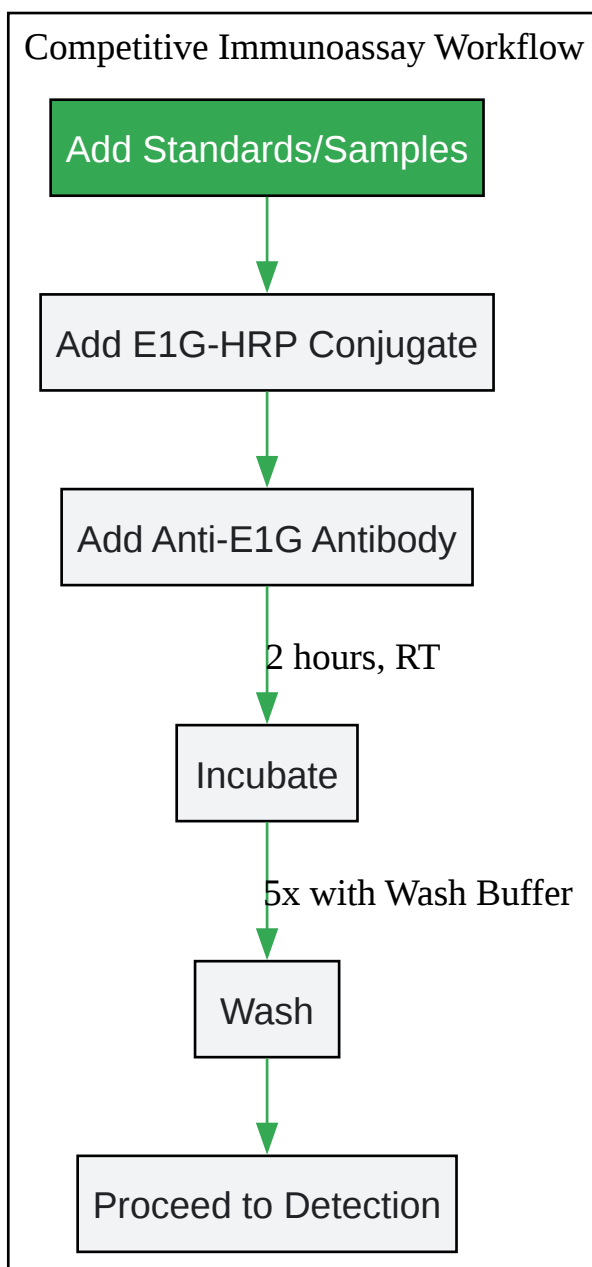 Competitive Immunoassay Workflow
Add Standards/Samples
Add E1G-HRP Conjugate
Add Anti-E1G Antibody
2 hours, RT
Incubate
5x with Wash Buffer
Wash
Proceed to Detection